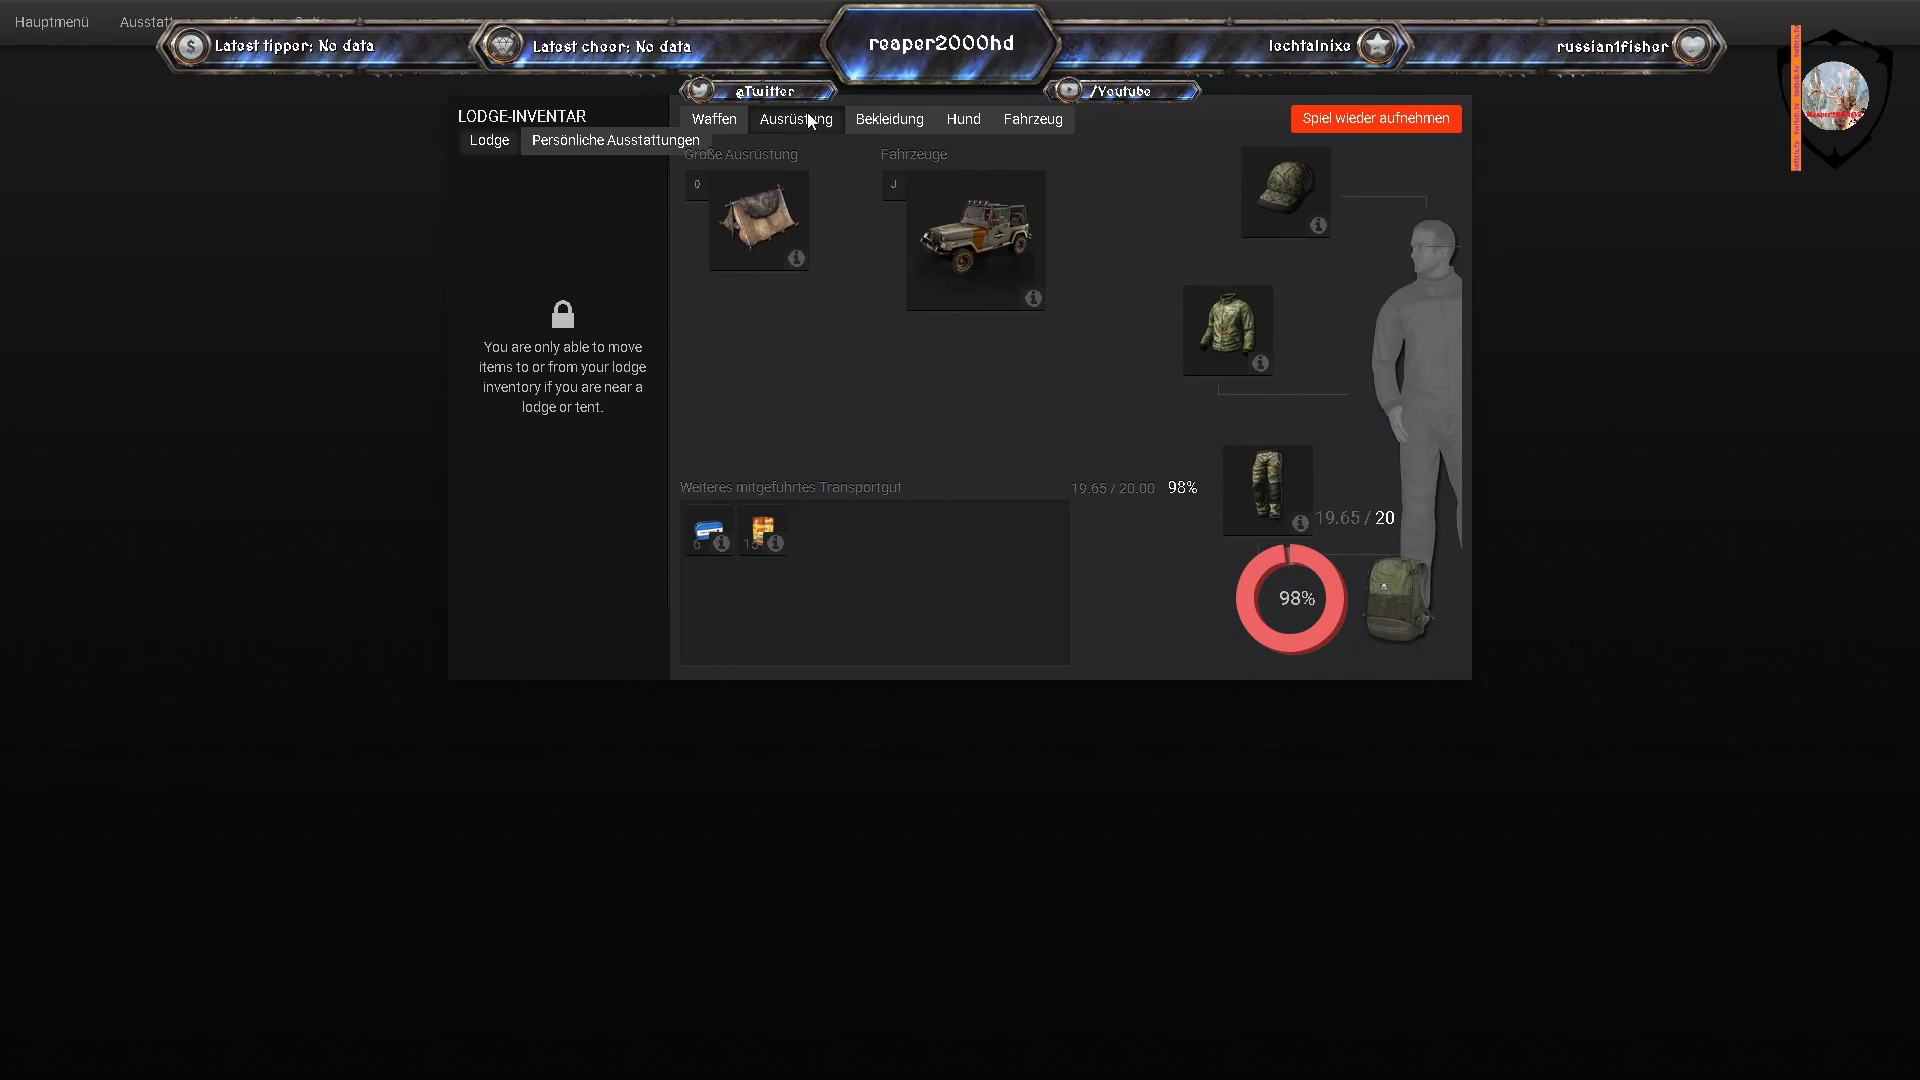 Hauptmenü
Latest tipper: No data
Latest cheer: No data
reaper2000hd
lechtalnixe
russian1fisher
@Twitter
/Youtube
LODGE-INVENTAR
Waffen
Ausrüstung
Bekleidung
Hund
Fahrzeug
Spiel wieder aufnehmen
Lodge
Persönliche Ausstattungen
Große Ausrüstung
Fahrzeuge
0
J
You are only able to move
items to or from your lodge
inventory if you are near a
lodge or tent.
Weiteres mitgeführtes Transportgut
19.65 / 20.00
98%
19.65 / 20
6
98%